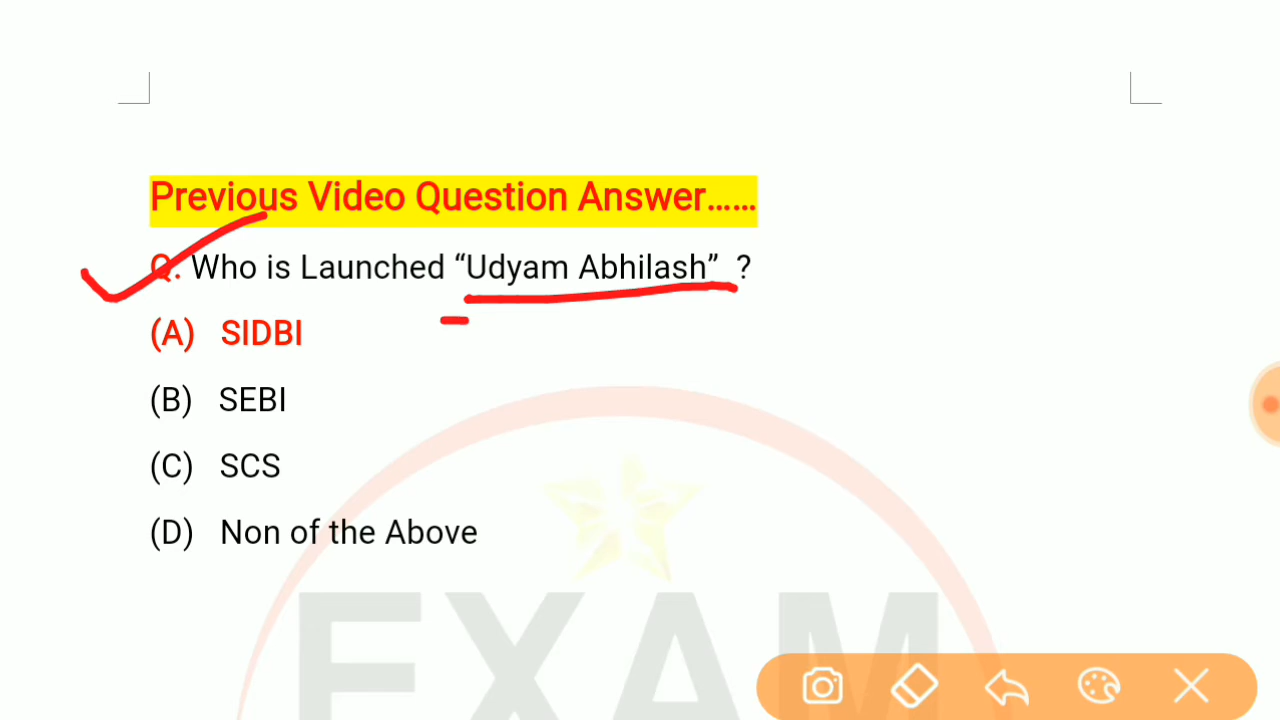 Previous Video Question Answer......
Q. Who is Launched “Udyam Abhilash” ?
(A) SIDBI
(B) SEBI
(C) SCS
(D) Non of the Above
EXAM